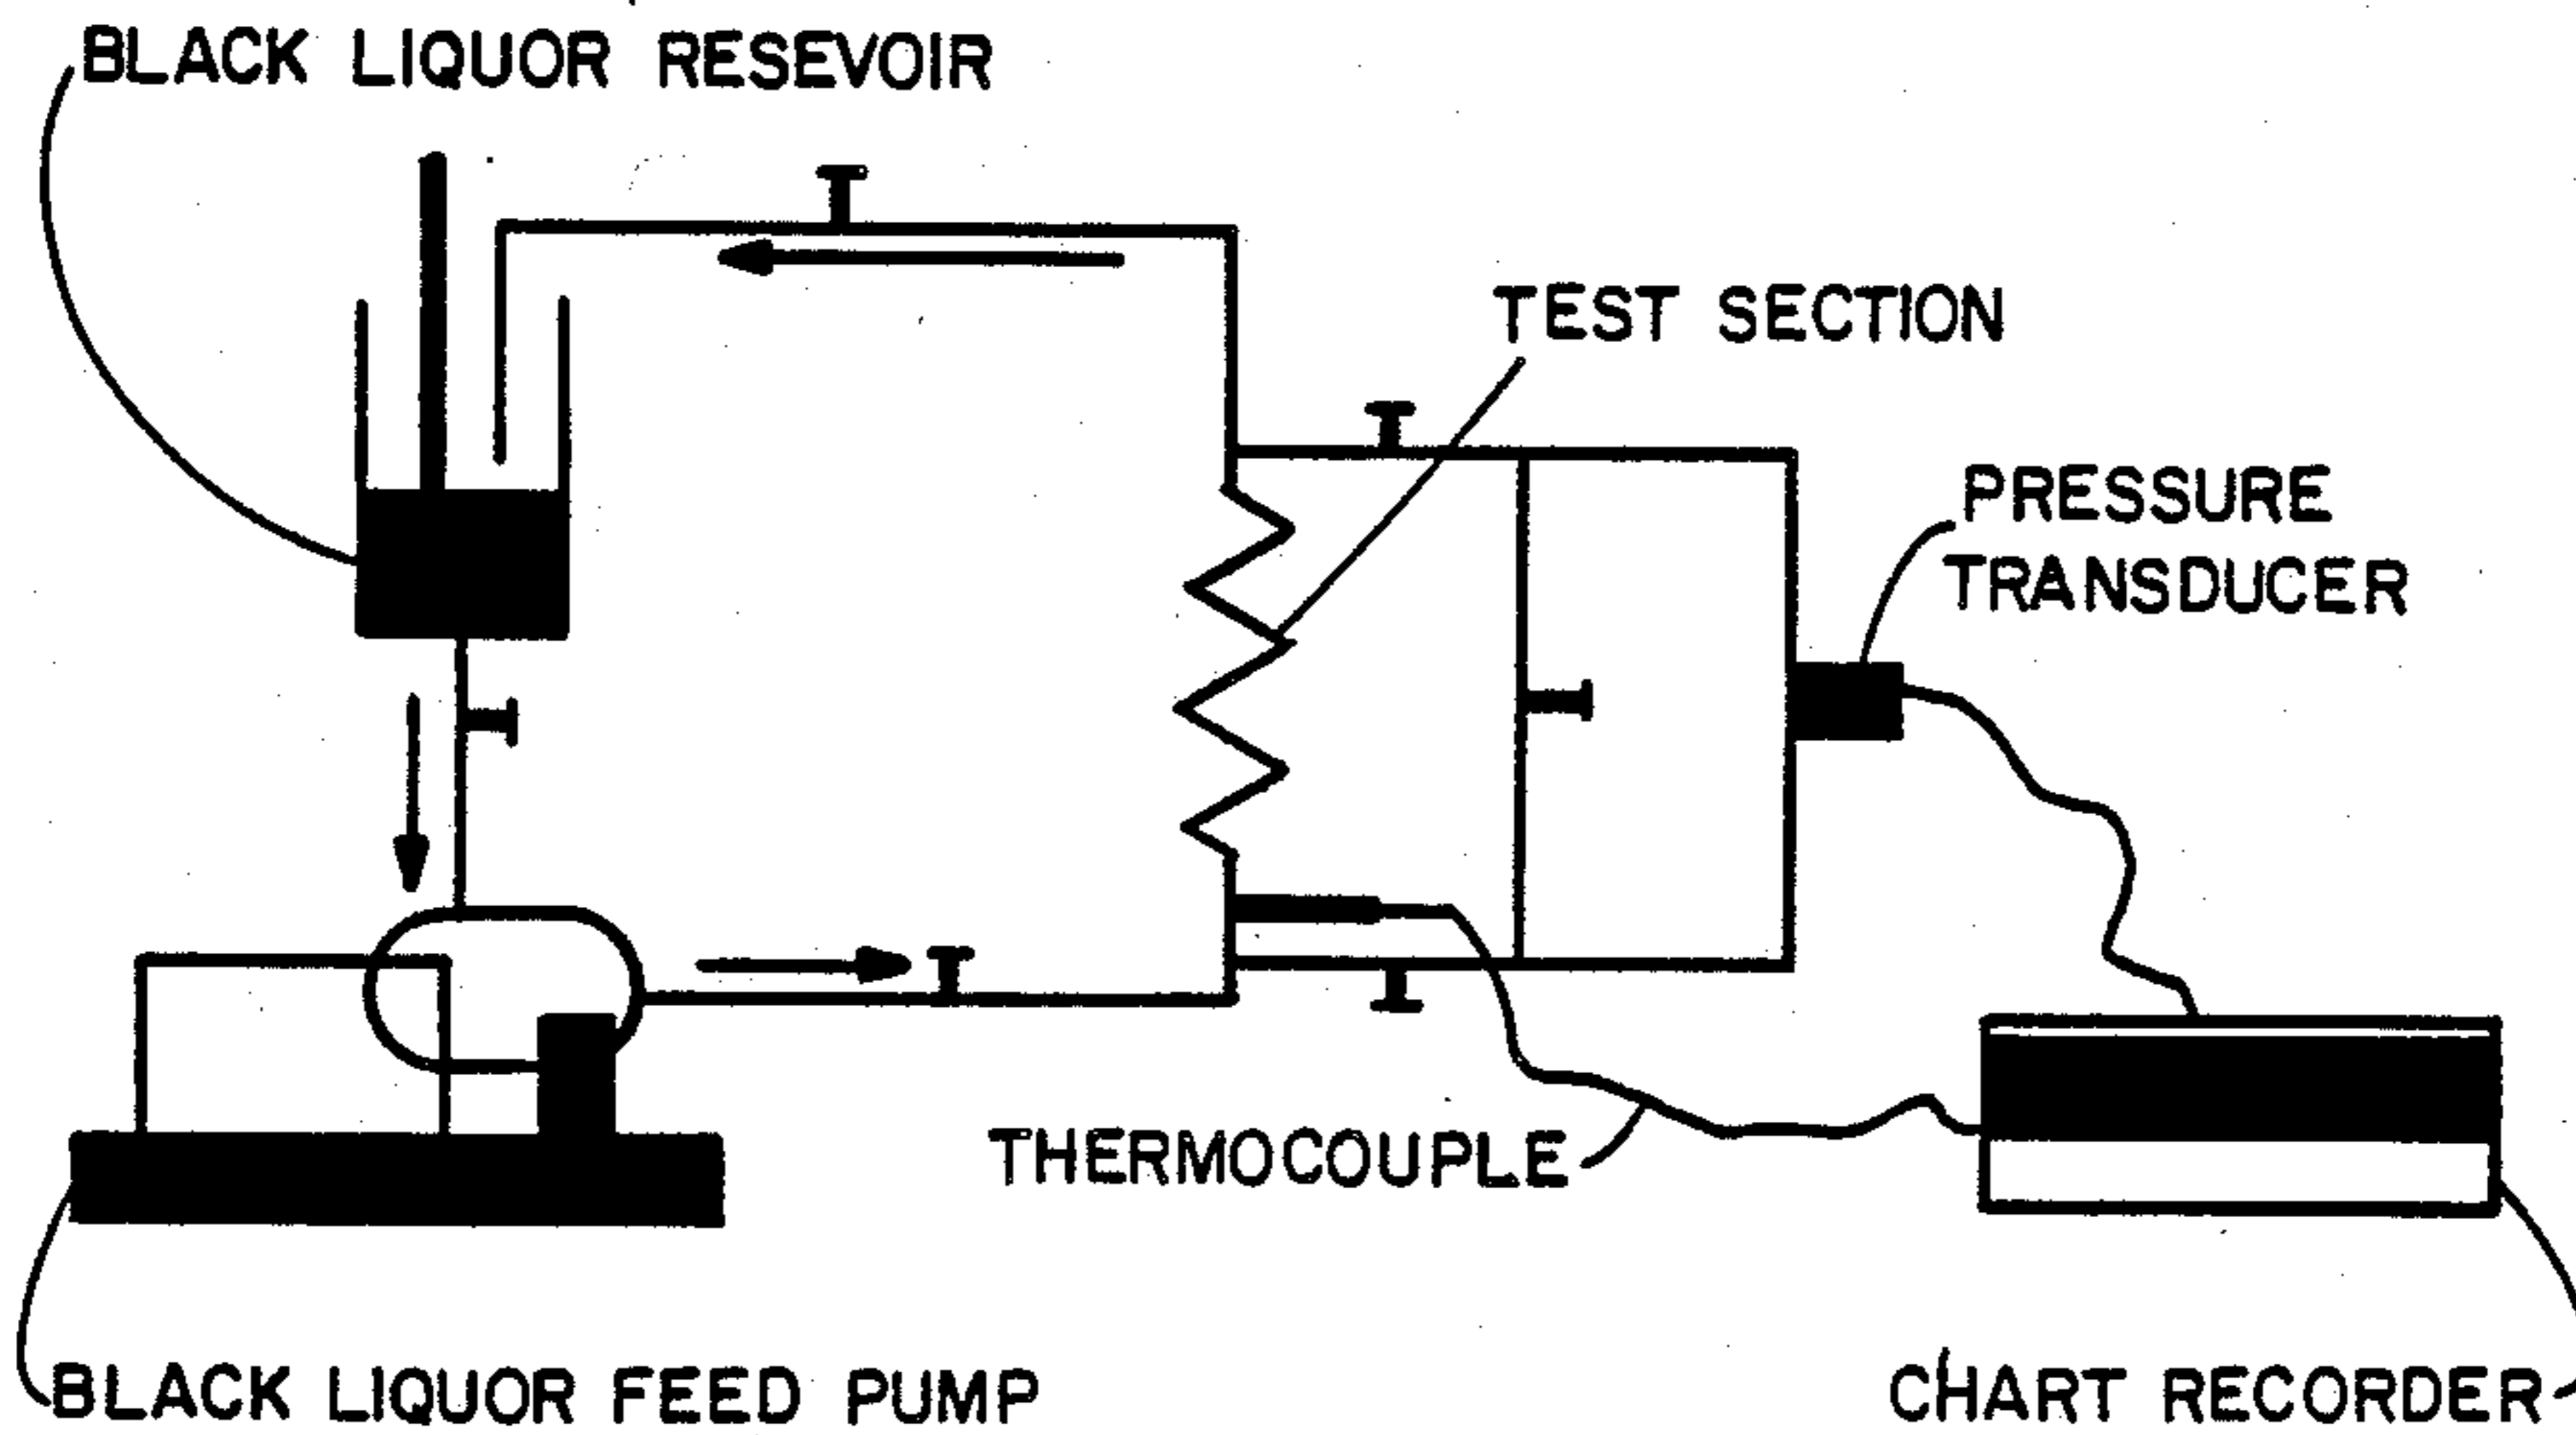 BLACK LIQUOR RESEVOIR
TEST SECTION
PRESSURE
TRANSDUCER
THERMOCOUPLE
BLACK LIQUOR FEED PUMP
CHART RECORDER